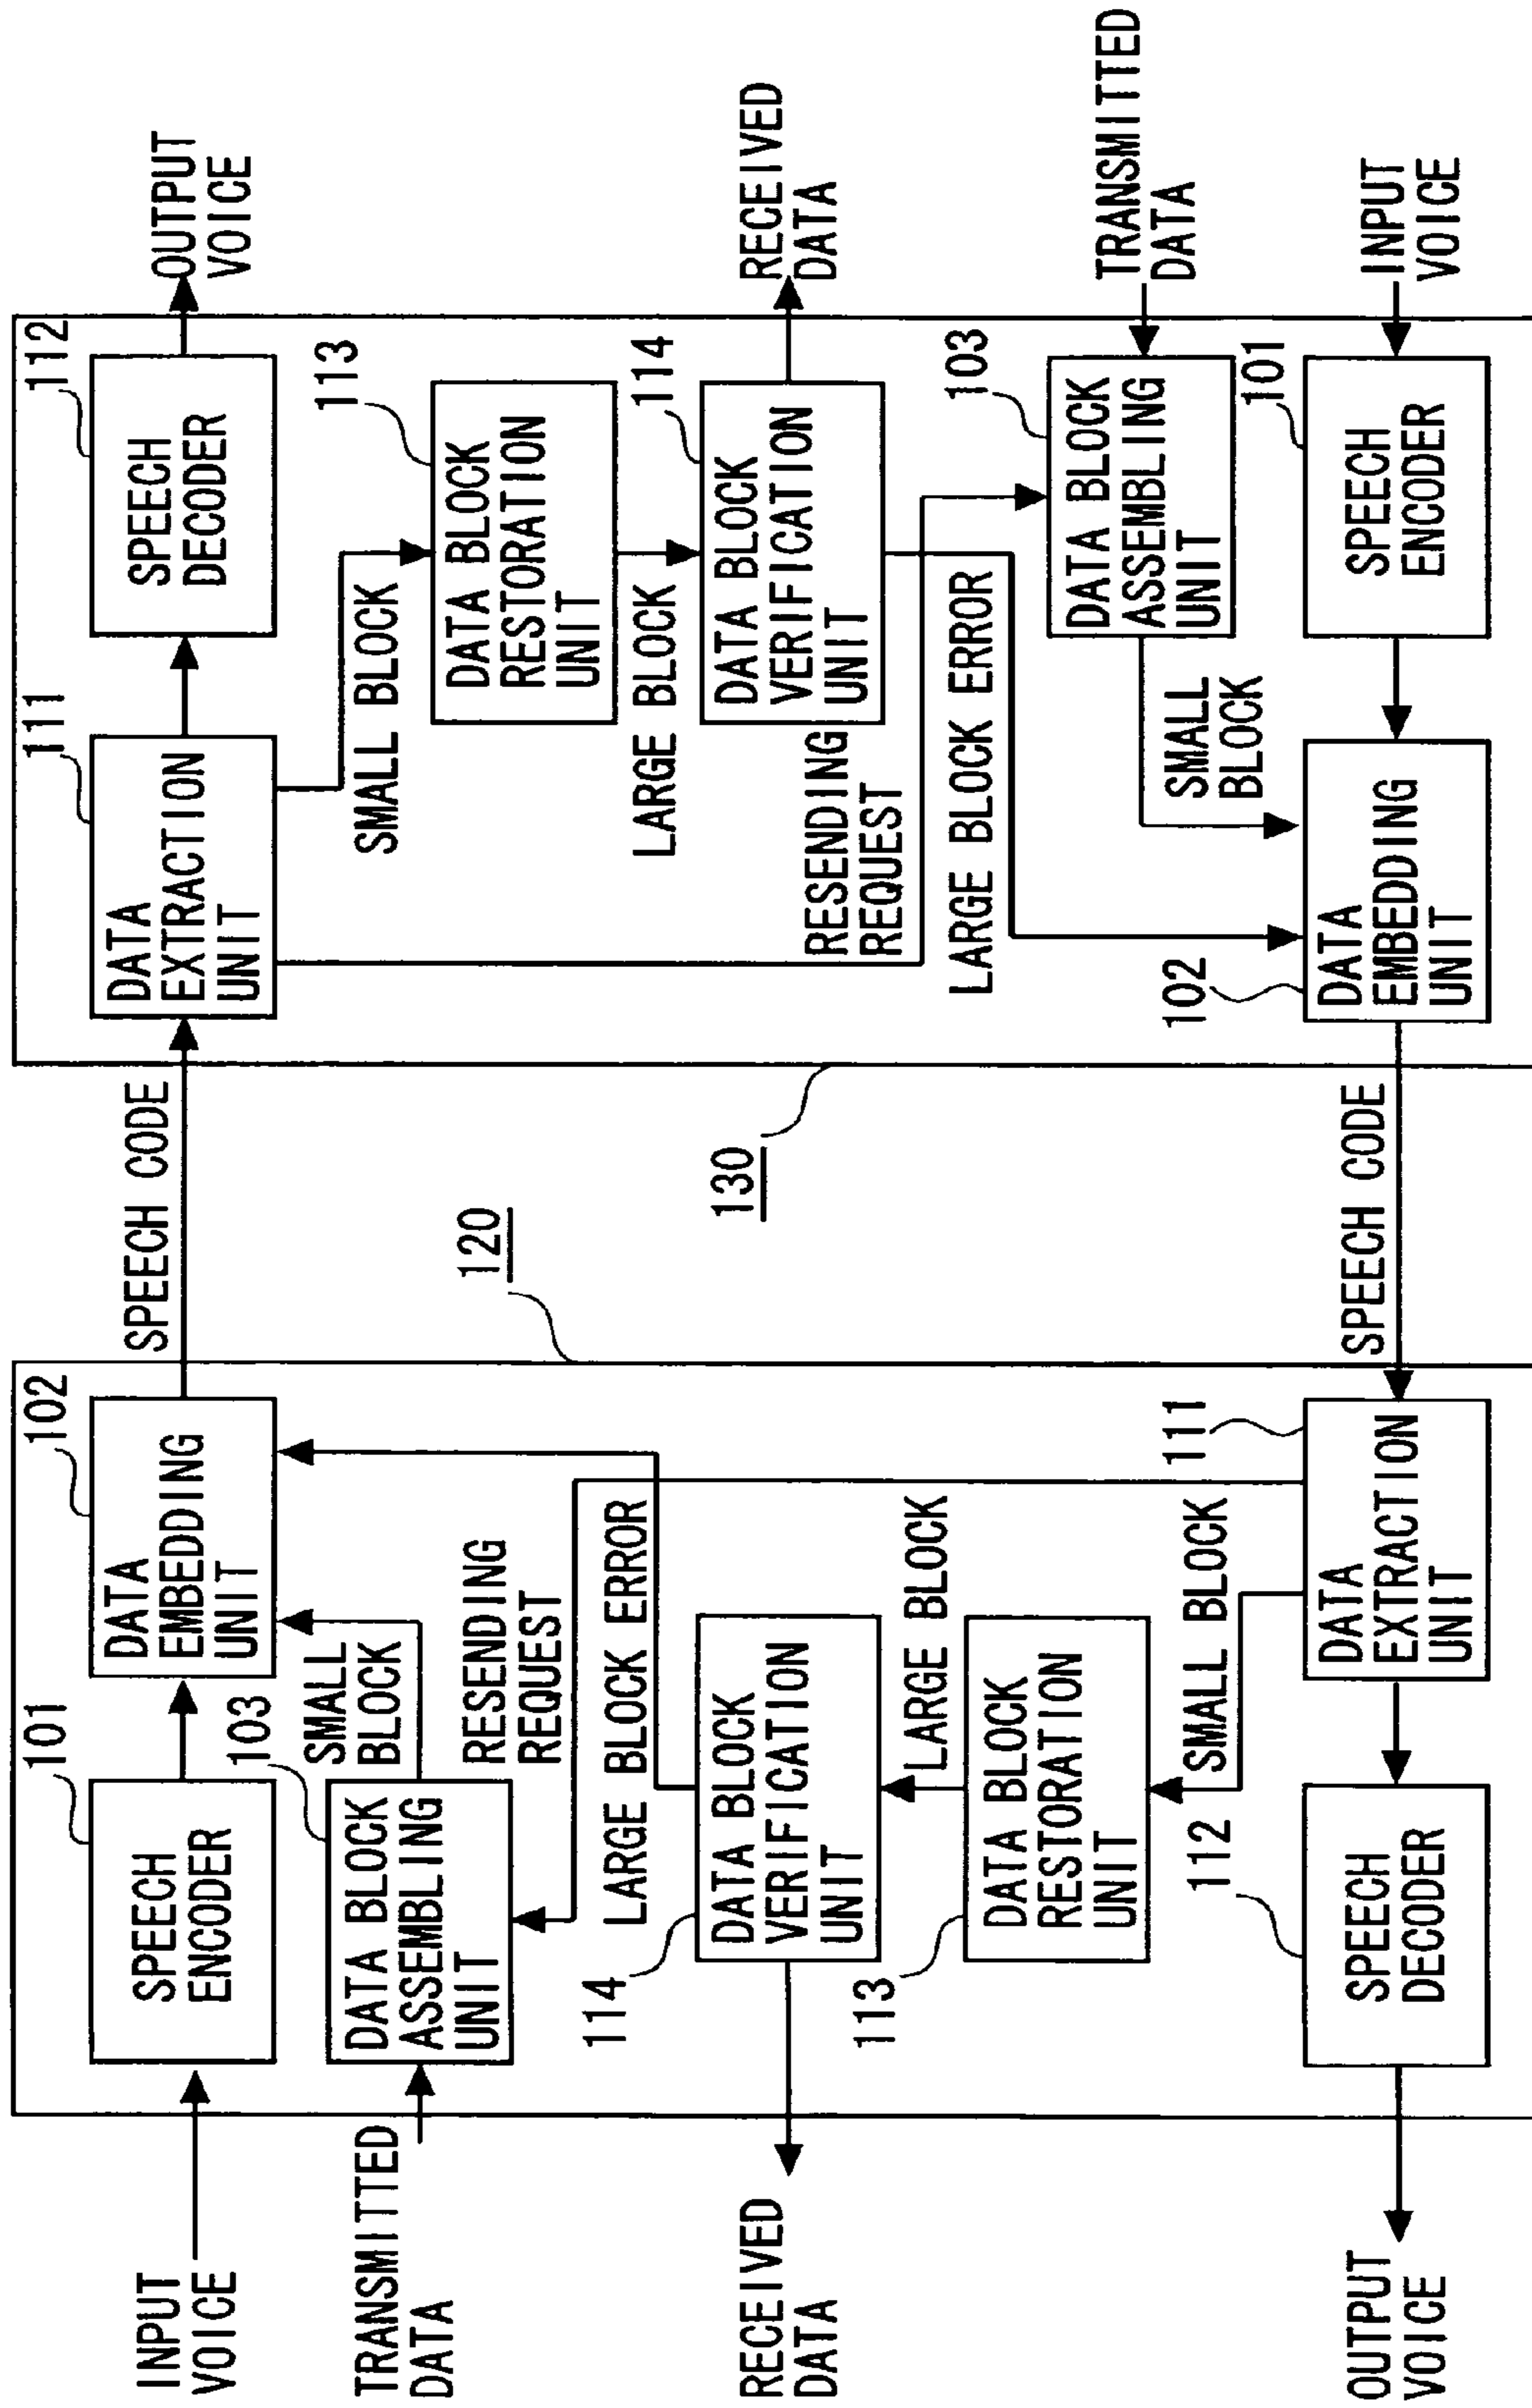 INPUT
VOICE
101
SPEECH
ENCODER
102
DATA
EMBEDDING
UNIT
SPEECH CODE
111
DATA
EXTRACTION
UNIT
112
SPEECH
DECODER
OUTPUT
VOICE
TRANSMITTED
DATA
103
DATA BLOCK
ASSEMBLING
UNIT
SMALL
BLOCK
RESENDING
REQUEST
LARGE BLOCK ERROR
120
RECEIVED
DATA
114
DATA BLOCK
VERIFICATION
UNIT
LARGE BLOCK
113
DATA BLOCK
RESTORATION
UNIT
SMALL BLOCK
111
DATA
EXTRACTION
UNIT
112
SPEECH
DECODER
OUTPUT
VOICE
SPEECH CODE
130
SMALL BLOCK
113
DATA BLOCK
RESTORATION
UNIT
LARGE BLOCK
114
DATA BLOCK
VERIFICATION
UNIT
RECEIVED
DATA
RESENDING
REQUEST
LARGE BLOCK ERROR
103
DATA BLOCK
ASSEMBLING
UNIT
TRANSMITTED
DATA
SMALL
BLOCK
102
DATA
EMBEDDING
UNIT
101
SPEECH
ENCODER
INPUT
VOICE